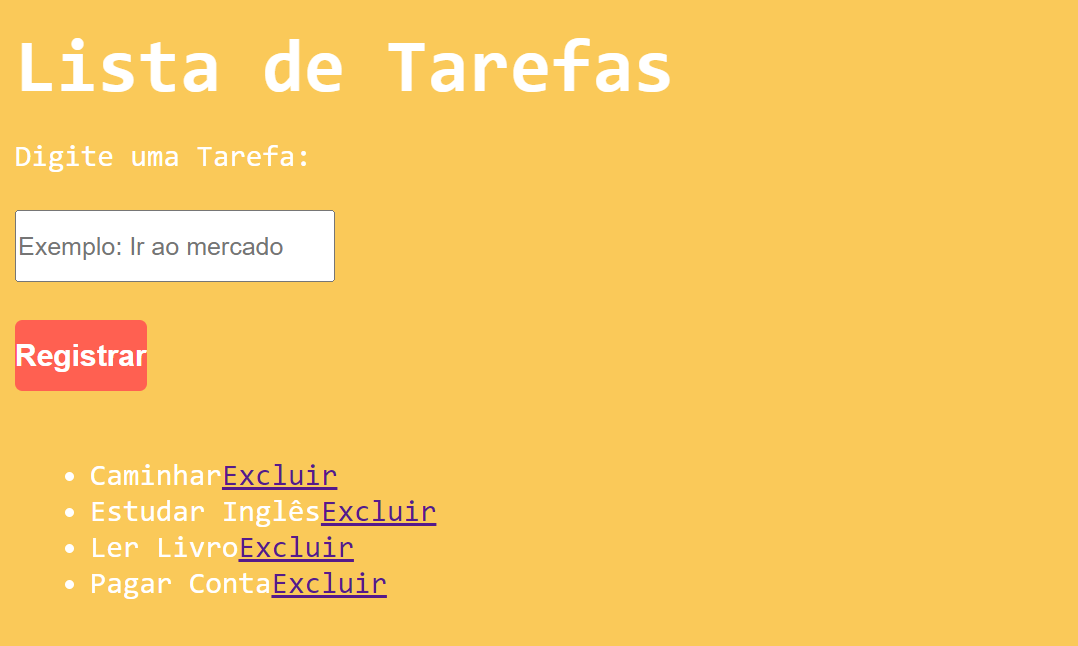 Lista de Tarefas
Digite uma Tarefa:
Exemplo: Ir ao mercado
Registrar
CaminharExcluir
Estudar InglêsExcluir
Ler LivroExcluir
Pagar ContaExcluir